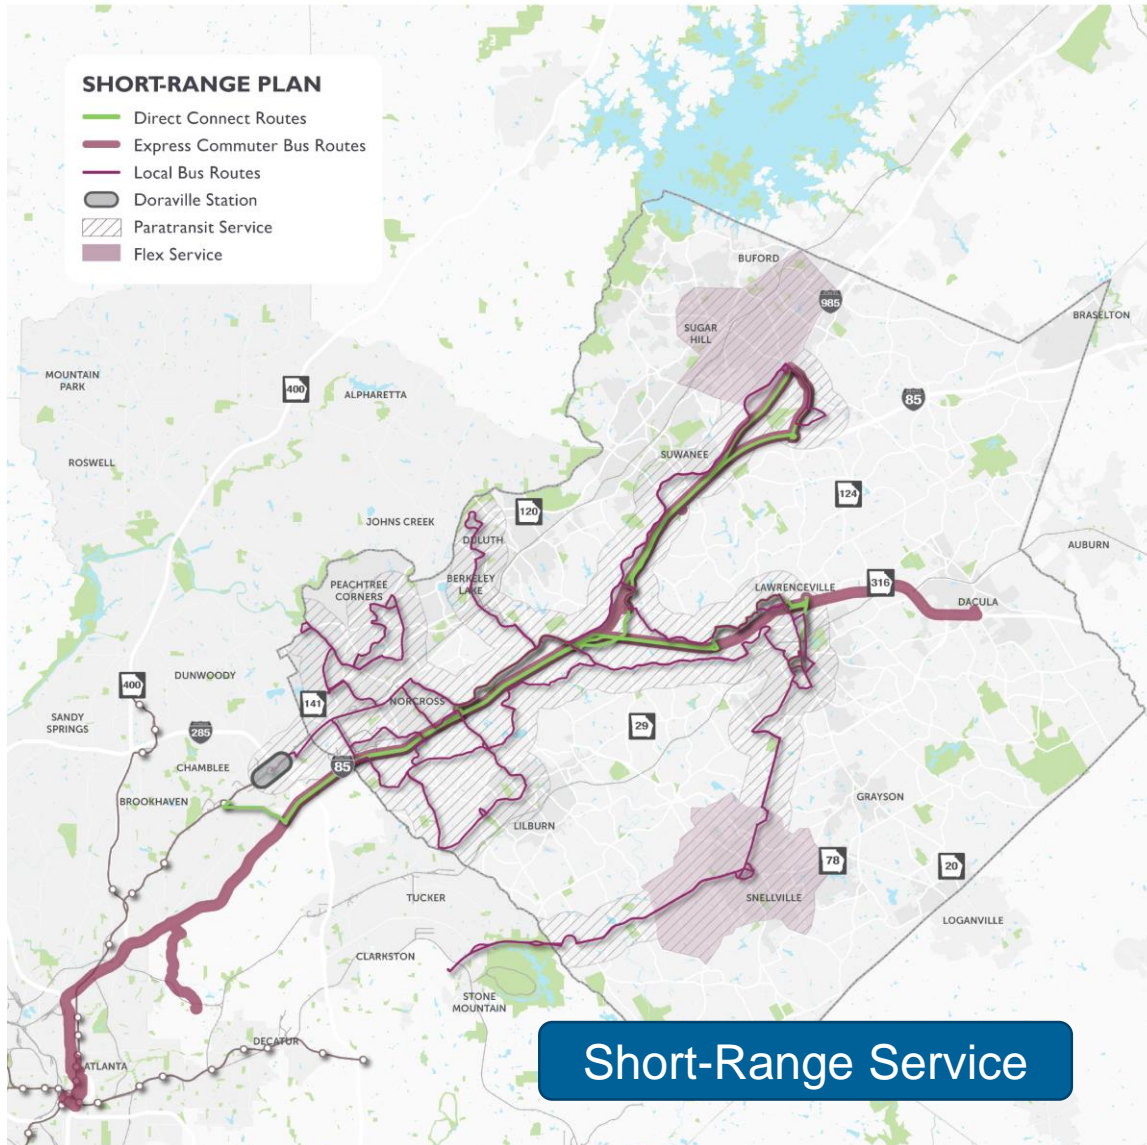 SHORT-RANGE PLAN
Direct Connect Routes
Express Commuter Bus Routes
Local Bus Routes
Doraville Station
Paratransit Service
Flex Service
BUFORD
985
BRASELTON
SUGAR
HILL
MOUNTAIN
PARK
400
ALPHARETTA
85
ROSWELL
SUWANEE
124
120
JOHNS CREEK
DULUTH
AUBURN
PEACHTREE
CORNERS
BERKELEY
LAKE
LAWRENCEVILLE
316
DACULA
DUNWOODY
400
141
NORCROSS
SANDY
SPRINGS
285
29
CHAMBLEE
85
BROOKHAVEN
GRAYSON
LILBURN
78
20
TUCKER
SNELLVILLE
LOGANVILLE
CLARKSTON
STONE
MOUNTAIN
DECATUR
ATLANTA
Short-Range Service